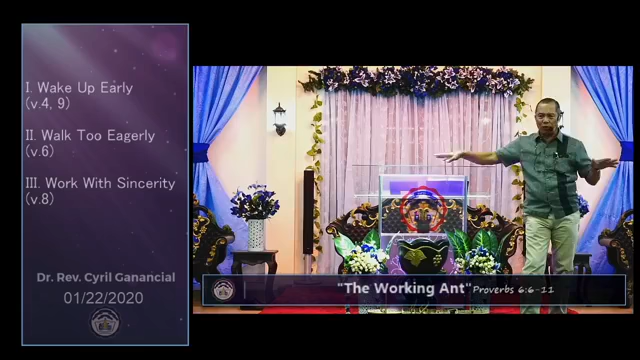 I. Wake Up Early
(v.4, 9)
II. Walk Too Eagerly
(v.6)
III. Work With Sincerity
(v.8)
Dr. Rev. Cyril Ganancial
01/22/2020
"The Working Ant" Proverbs 6:6-11